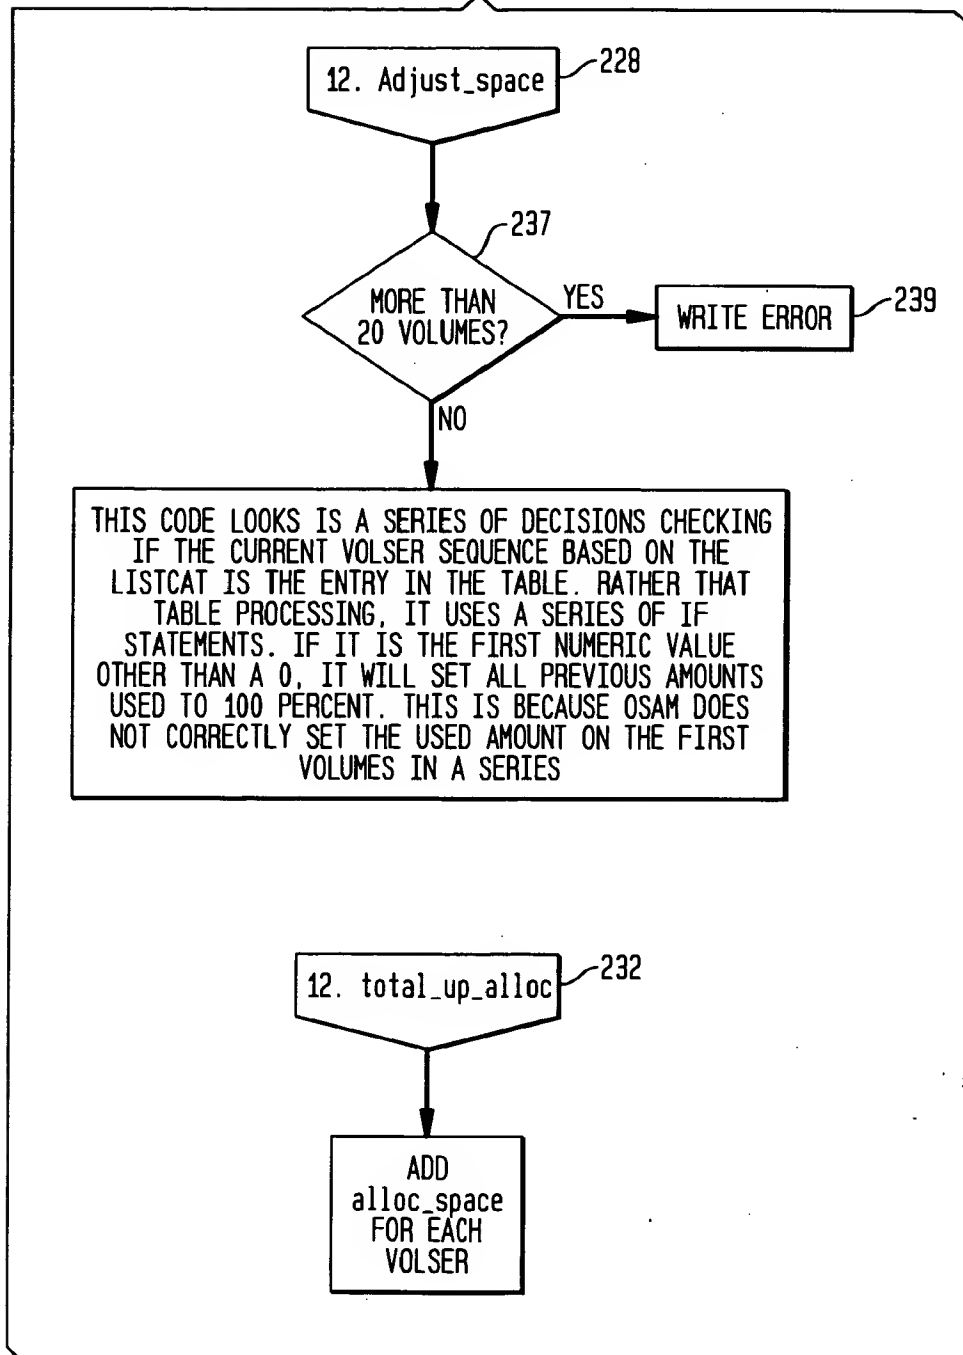 12. Adjust_space
228
237
MORE THAN
20 VOLUMES?
YES
WRITE ERROR
239
NO
THIS CODE LOOKS IS A SERIES OF DECISIONS CHECKING
IF THE CURRENT VOLSER SEQUENCE BASED ON THE
LISTCAT IS THE ENTRY IN THE TABLE. RATHER THAT
TABLE PROCESSING, IT USES A SERIES OF IF
STATEMENTS. IF IT IS THE FIRST NUMERIC VALUE
OTHER THAN A 0, IT WILL SET ALL PREVIOUS AMOUNTS
USED TO 100 PERCENT. THIS IS BECAUSE OSAM DOES
NOT CORRECTLY SET THE USED AMOUNT ON THE FIRST
VOLUMES IN A SERIES
12. total_up_alloc
232
ADD
alloc_space
FOR EACH
VOLSER